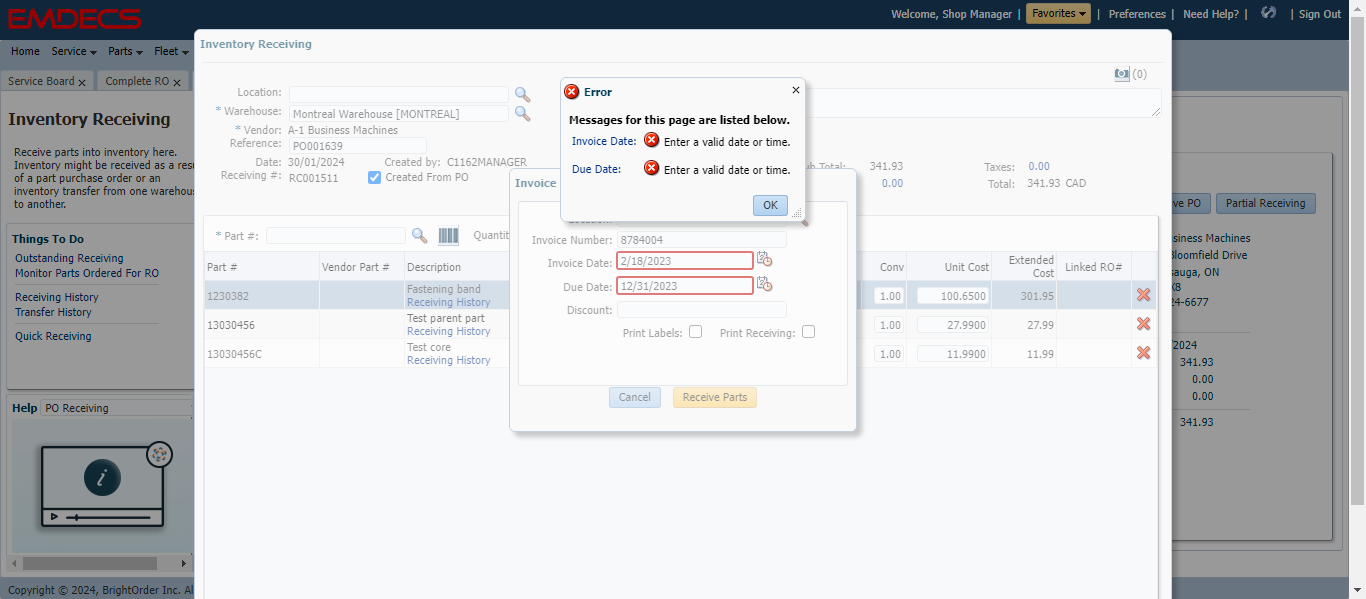 EMDECS
Welcome, Shop Manager | Favorites | Preferences | Need Help? | | Sign Out
Home Service Parts Fleet
Service Board x Complete RO x
Inventory Receiving
Receive parts into inventory here.
Inventory might be received as a resu
of a part purchase order or an
inventory transfer from one warehous
to another.
Things To Do
Outstanding Receiving
Monitor Parts Ordered For RO
Receiving History
Transfer History
Quick Receiving
Help PO Receiving
i
Copyright © 2024, BrightOrder Inc. Al
Inventory Receiving
(0)
Location:
* Warehouse: Montreal Warehouse [MONTREAL]
* Vendor: A-1 Business Machines
Reference: PO001639
Date: 30/01/2024 Created by: C1162MANAGER
Receiving #: RC001511 Created From PO
ub Total: 341.93 Taxes: 0.00
0.00 Total: 341.93 CAD
* Part #: Quantit
Part # Vendor Part # Description Conv Unit Cost Extended Cost Linked RO#
1230382 Fastening band 1.00 100.6500 301.95
Receiving History
13030456 Test parent part 1.00 27.9900 27.99
Receiving History
13030456C Test core 1.00 11.9900 11.99
Receiving History
Error
Messages for this page are listed below.
Invoice Date: Enter a valid date or time.
Due Date: Enter a valid date or time.
OK
Invoice
Invoice Number: 8784004
Invoice Date: 2/18/2023
Due Date: 12/31/2023
Discount:
Print Labels: Print Receiving:
Cancel Receive Parts
ve PO Partial Receiving
siness Machines
loomfield Drive
sauga, ON
X8
24-6677
/2024
341.93
0.00
0.00
341.93